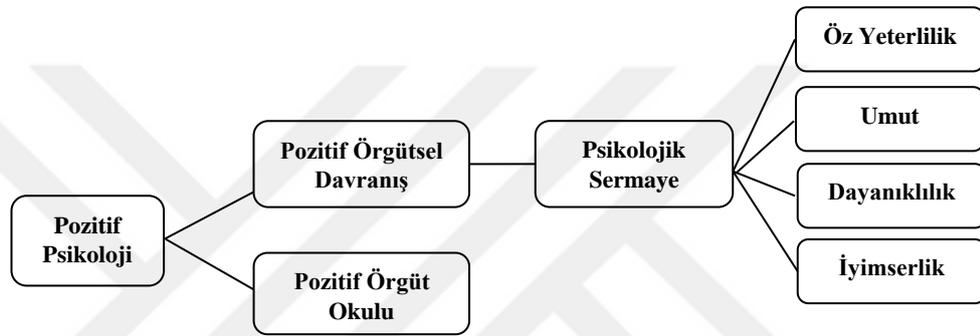 Pozitif
Psikoloji
Pozitif Örgütsel
Davranış
Pozitif Örgüt
Okulu
Psikolojik
Sermaye
Öz Yeterlilik
Umut
Dayanıklılık
İyimserlik